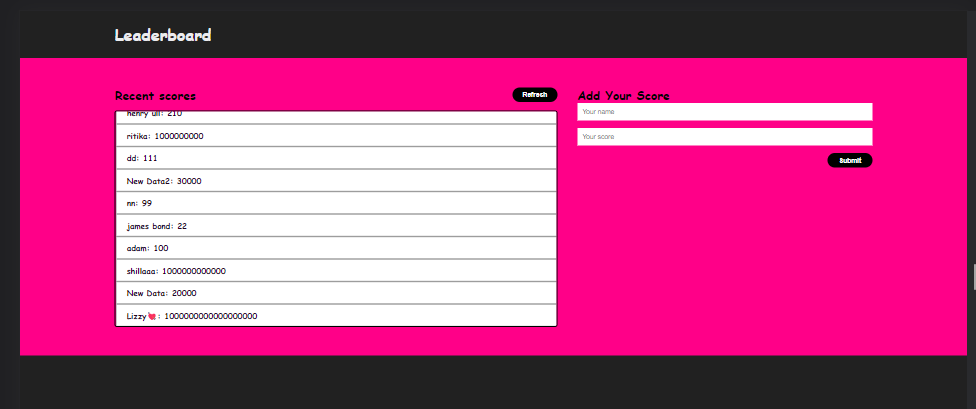 Leaderboard
Recent scores
Refresh
henry ull: 210
ritika: 1000000000
dd: 111
New Data2: 30000
nn: 99
james bond: 22
adam: 100
shillaaa: 1000000000000
New Data: 20000
Lizzy💘: 1000000000000000000
Add Your Score
Your name
Your score
Submit